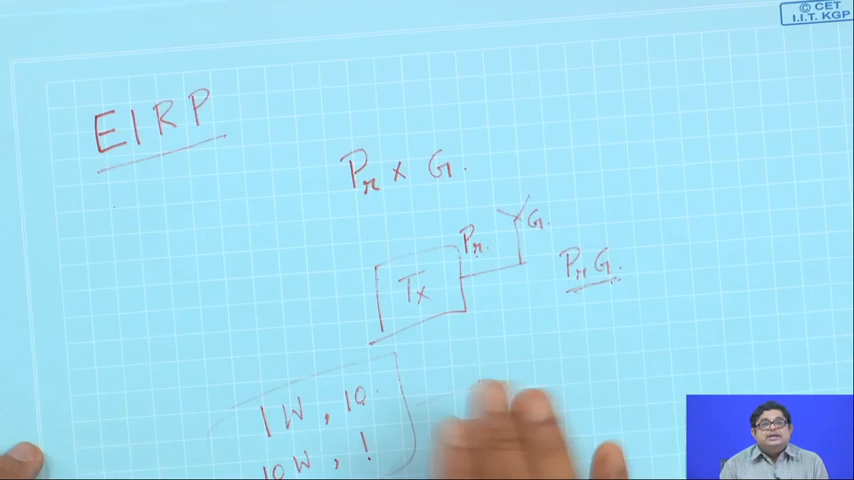 © CET
I.I.T. KGP
EIRP
Pr × G.
Pr. G.
Tx
Pr G.
1W, 10.
10W, 1